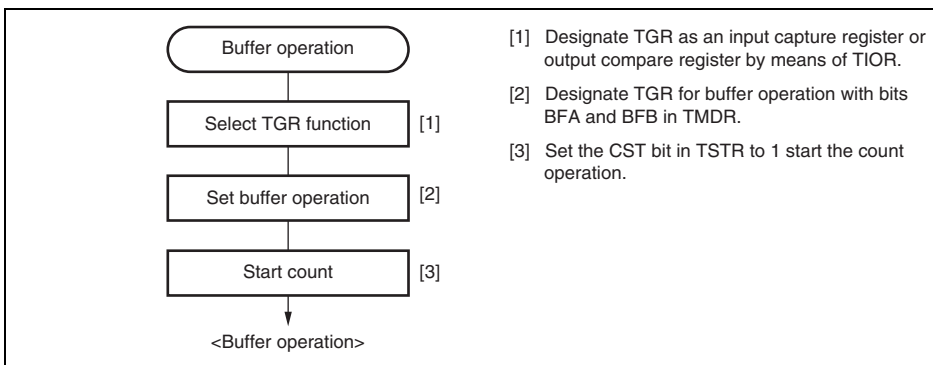 Buffer operation
Select TGR function
[1]
Set buffer operation
[2]
Start count
[3]
<Buffer operation>
[1] Designate TGR as an input capture register or
output compare register by means of TIOR.
[2] Designate TGR for buffer operation with bits
BFA and BFB in TMDR.
[3] Set the CST bit in TSTR to 1 start the count
operation.